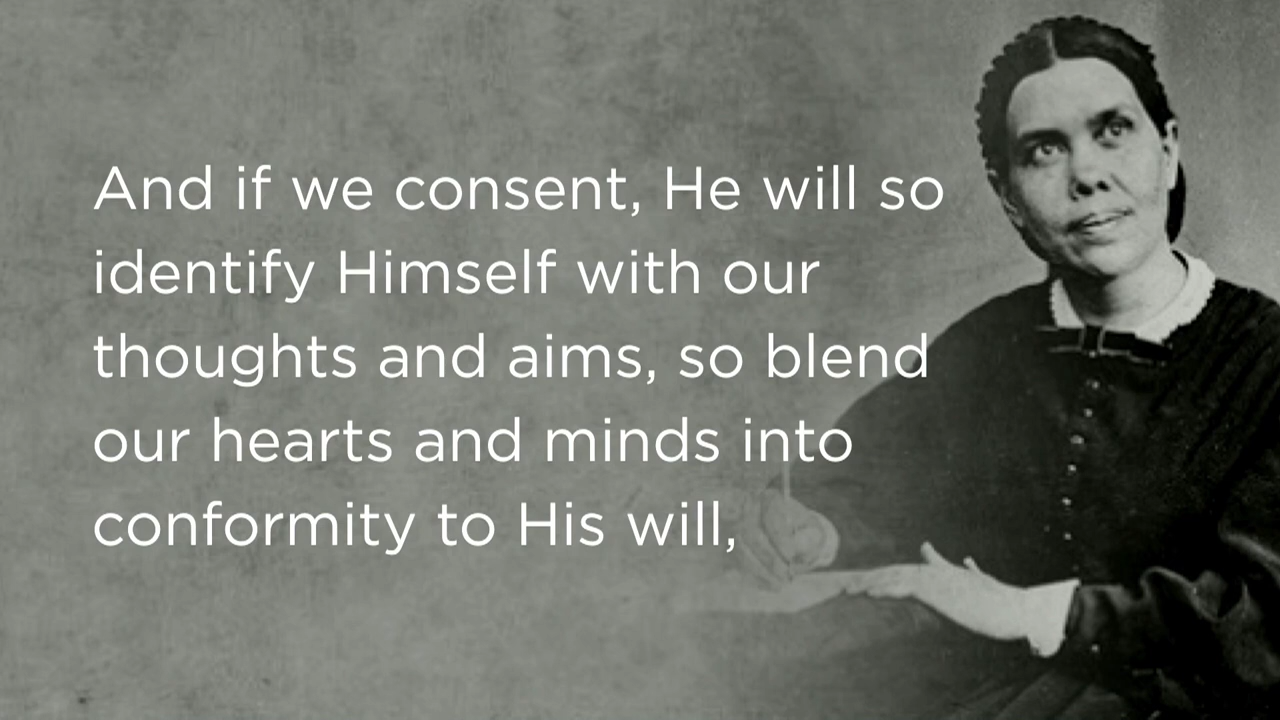 And if we consent, He will so
identify Himself with our
thoughts and aims, so blend
our hearts and minds into
conformity to His will,